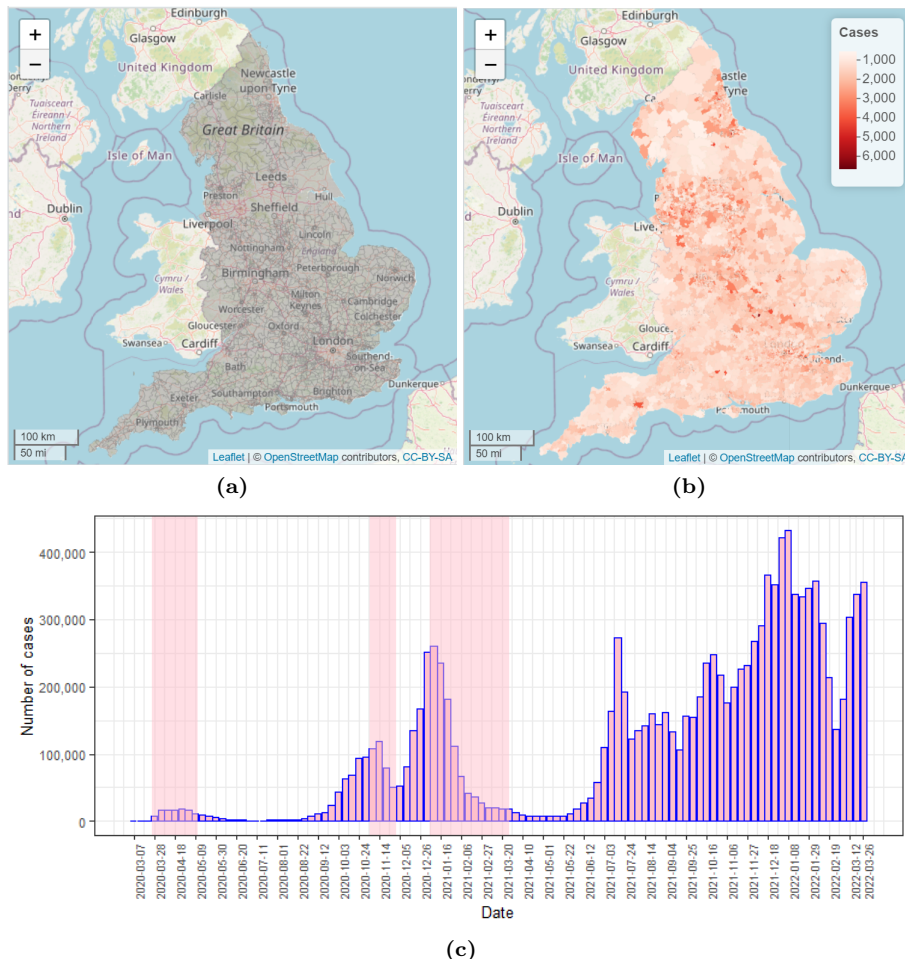 +
−
Edinburgh
Glasgow
United Kingdom
Newcastle
upon Tyne
Carlisle
Tuaisceart
Éireann /
Northern
Ireland
Great Britain
Isle of Man
Leeds
Preston
Hull
Dublin
Liverpool
Sheffield
Lincoln
Nottingham
England
Birmingham
Peterborough
Norwich
Cymru /
Wales
Worcester
Milton
Keynes
Cambridge
Colchester
Gloucester
Oxford
Swansea
Cardiff
London
Bath
Southend-
on-Sea
Exeter
Southampton
Brighton
Dunkerque
Portsmouth
Plymouth
100 km
50 mi
Leaflet | © OpenStreetMap contributors, CC-BY-SA
(a)
+
−
Edinburgh
Glasgow
United Kingdom
castle
Tyne
Tuaisceart
Éireann /
Northern
Ireland
Isle of Man
Dublin
Live
Cymru /
Wales
Glouce
Swansea
Cardiff
end-
Sea
Dunkerque
mouth
Cases
1,000
2,000
3,000
4,000
5,000
6,000
100 km
50 mi
Leaflet | © OpenStreetMap contributors, CC-BY-SA
(b)
Number of cases
400,000
300,000
200,000
100,000
0
2020-03-07
2020-03-28
2020-04-18
2020-05-09
2020-05-30
2020-06-20
2020-07-11
2020-08-01
2020-08-22
2020-09-12
2020-10-03
2020-10-24
2020-11-14
2020-12-05
2020-12-26
2021-01-16
2021-02-06
2021-02-27
2021-03-20
2021-04-10
2021-05-01
2021-05-22
2021-06-12
2021-07-03
2021-07-24
2021-08-14
2021-09-04
2021-09-25
2021-10-16
2021-11-06
2021-11-27
2021-12-18
2022-01-08
2022-01-29
2022-02-19
2022-03-12
2022-03-26
Date
(c)